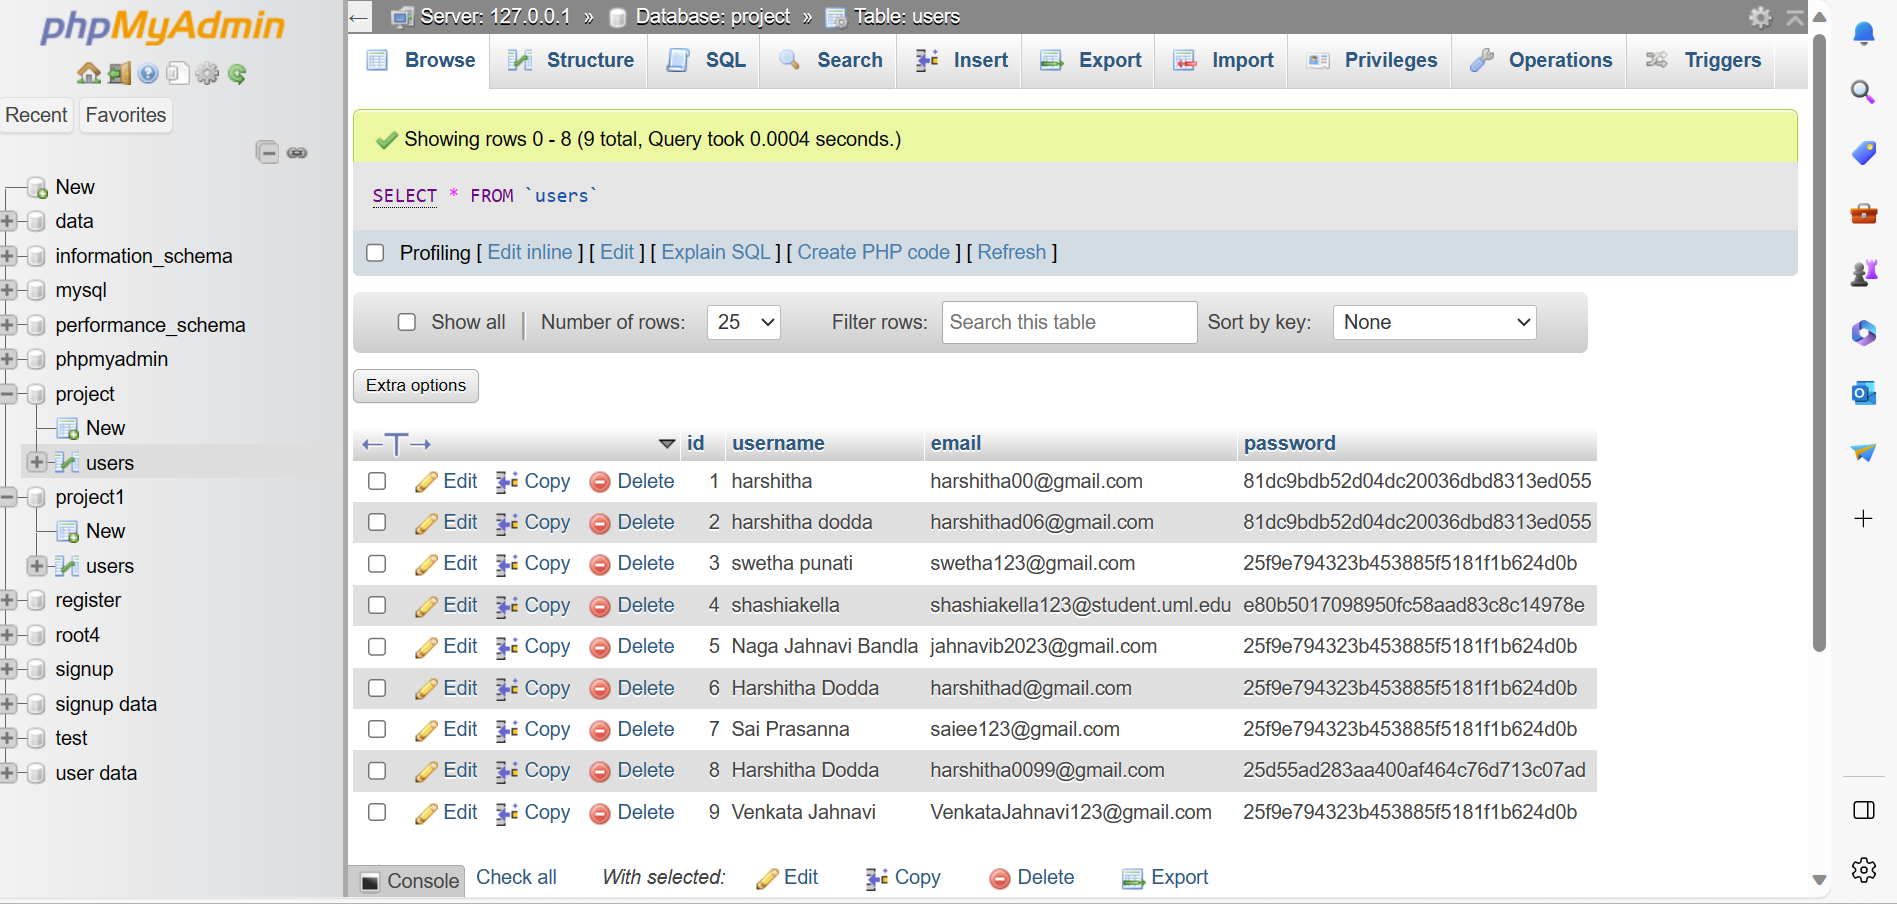 phpMyAdmin
Recent Favorites
New
data
information_schema
mysql
performance_schema
phpmyadmin
project
New
users
project1
New
users
register
root4
signup
signup data
test
user data
Server: 127.0.0.1 » Database: project » Table: users
Browse Structure SQL Search Insert Export Import Privileges Operations Triggers
Showing rows 0 - 8 (9 total, Query took 0.0004 seconds.)
SELECT * FROM `users`
Profiling [ Edit inline ] [ Edit ] [ Explain SQL ] [ Create PHP code ] [ Refresh ]
Show all | Number of rows: 25 Filter rows: Search this table Sort by key: None
Extra options
←T→ id username email password
Edit Copy Delete 1 harshitha harshitha00@gmail.com 81dc9bdb52d04dc20036dbd8313ed055
Edit Copy Delete 2 harshitha dodda harshithad06@gmail.com 81dc9bdb52d04dc20036dbd8313ed055
Edit Copy Delete 3 swetha punati swetha123@gmail.com 25f9e794323b453885f5181f1b624d0b
Edit Copy Delete 4 shashiakella shashiakella123@student.uml.edu e80b5017098950fc58aad83c8c14978e
Edit Copy Delete 5 Naga Jahnavi Bandla jahnavib2023@gmail.com 25f9e794323b453885f5181f1b624d0b
Edit Copy Delete 6 Harshitha Dodda harshithad@gmail.com 25f9e794323b453885f5181f1b624d0b
Edit Copy Delete 7 Sai Prasanna saiee123@gmail.com 25f9e794323b453885f5181f1b624d0b
Edit Copy Delete 8 Harshitha Dodda harshitha0099@gmail.com 25d55ad283aa400af464c76d713c07ad
Edit Copy Delete 9 Venkata Jahnavi VenkataJahnavi123@gmail.com 25f9e794323b453885f5181f1b624d0b
Console Check all With selected: Edit Copy Delete Export